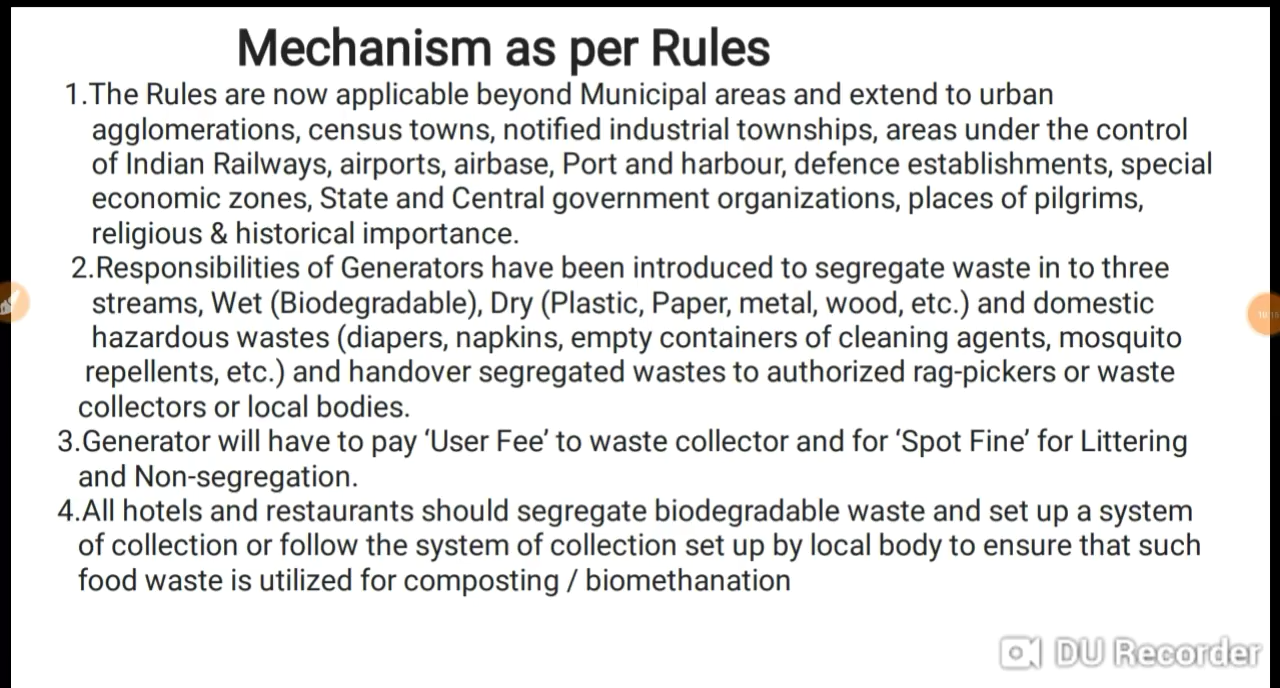 Mechanism as per Rules
1.The Rules are now applicable beyond Municipal areas and extend to urban
agglomerations, census towns, notified industrial townships, areas under the control
of Indian Railways, airports, airbase, Port and harbour, defence establishments, special
economic zones, State and Central government organizations, places of pilgrims,
religious & historical importance.
2.Responsibilities of Generators have been introduced to segregate waste in to three
streams, Wet (Biodegradable), Dry (Plastic, Paper, metal, wood, etc.) and domestic
hazardous wastes (diapers, napkins, empty containers of cleaning agents, mosquito
repellents, etc.) and handover segregated wastes to authorized rag-pickers or waste
collectors or local bodies.
3.Generator will have to pay ‘User Fee’ to waste collector and for ‘Spot Fine’ for Littering
and Non-segregation.
4.All hotels and restaurants should segregate biodegradable waste and set up a system
of collection or follow the system of collection set up by local body to ensure that such
food waste is utilized for composting / biomethanation
DU Recorder